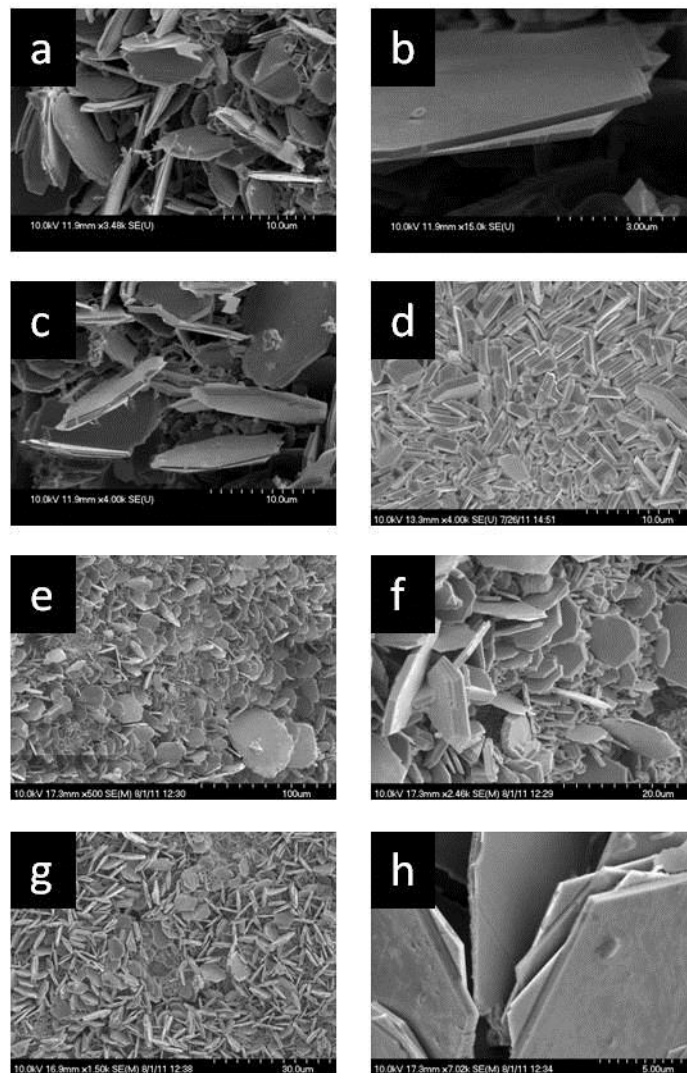 a
10.0kV 11.9mm x3.48k SE(U) 10.0um
b
10.0kV 11.9mm x15.0k SE(U) 3.00um
c
10.0kV 11.9mm x4.00k SE(U) 10.0um
d
10.0kV 13.3mm x4.00k SE(U) 7/26/11 14:51 10.0um
e
10.0kV 17.3mm x500 SE(M) 8/1/11 12:30 100um
f
10.0kV 17.3mm x2.46k SE(M) 8/1/11 12:29 20.0um
g
10.0kV 16.9mm x1.50k SE(M) 8/1/11 12:38 30.0um
h
10.0kV 17.3mm x7.02k SE(M) 8/1/11 12:34 5.00um